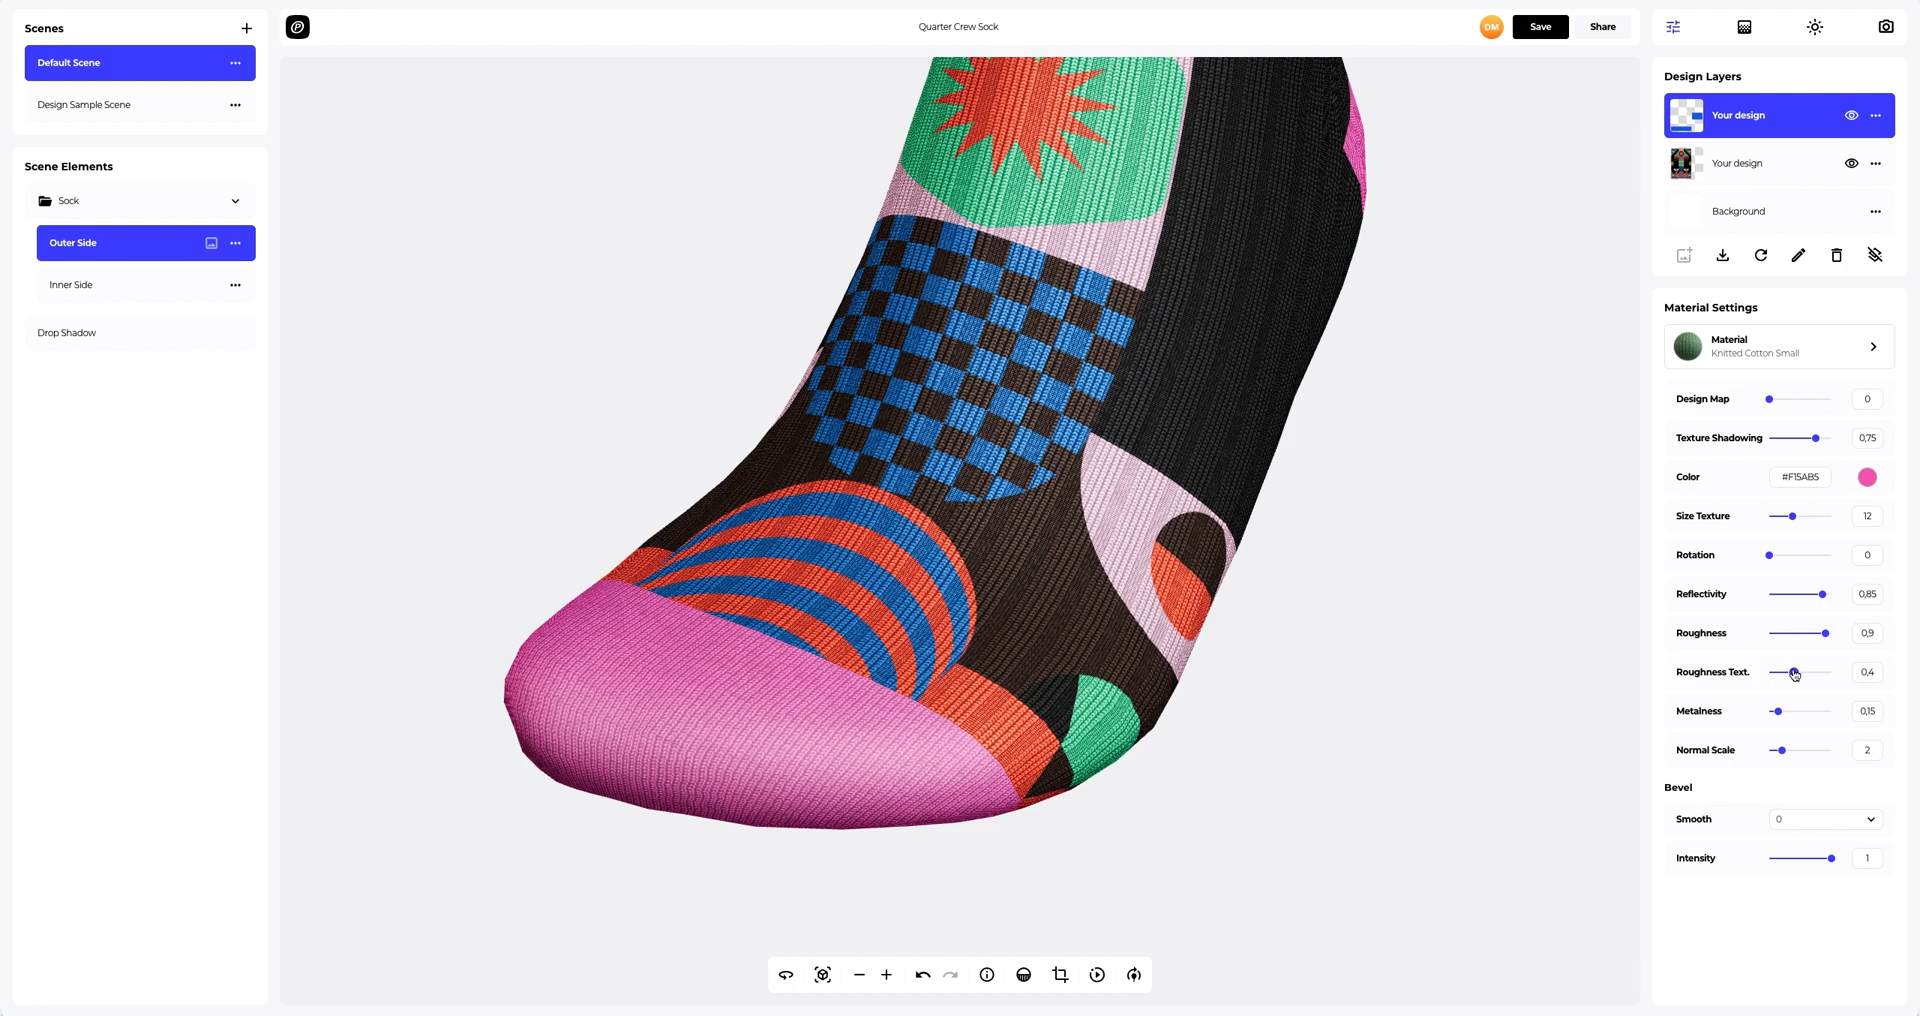 Scenes
Default Scene
Design Sample Scene
Scene Elements
Sock
Outer Side
Inner Side
Drop Shadow
Quarter Crew Sock
DM
Save
Share
Design Layers
Your design
Your design
Background
Material Settings
Material
Knitted Cotton Small
Design Map 0
Texture Shadowing 0,75
Color #F15AB5
Size Texture 12
Rotation 0
Reflectivity 0,85
Roughness 0,9
Roughness Text. 0,4
Metalness 0,15
Normal Scale 2
Bevel
Smooth 0
Intensity 1